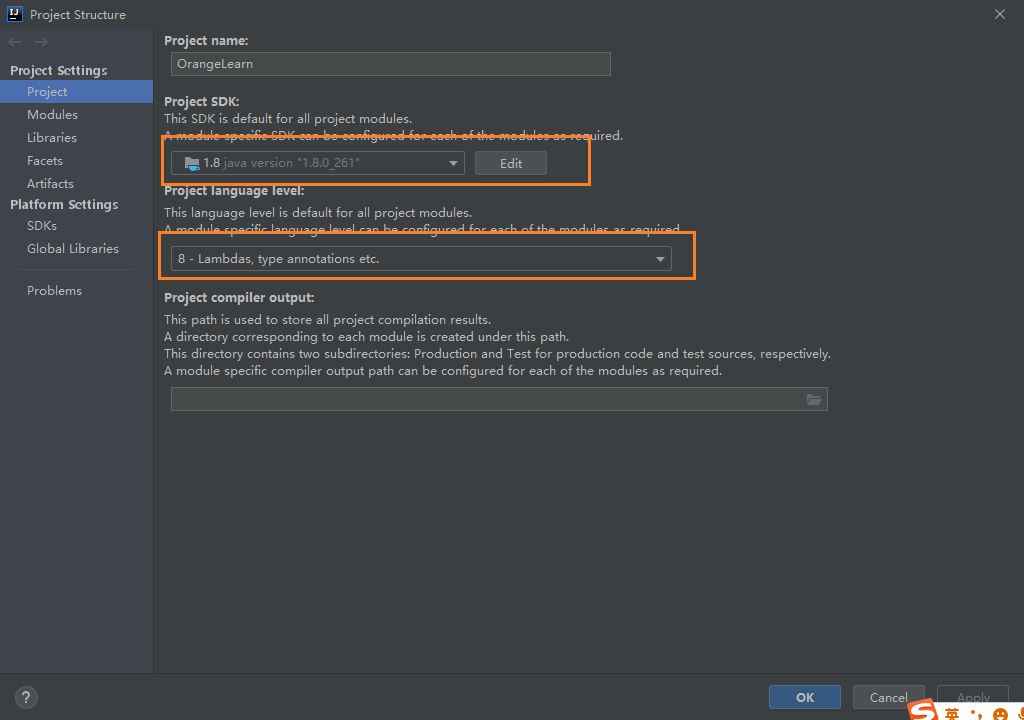 IJ
Project Structure
Project Settings
Project
Modules
Libraries
Facets
Artifacts
Platform Settings
SDKs
Global Libraries
Problems
Project name:
OrangeLearn
Project SDK:
This SDK is default for all project modules.
A module specific SDK can be configured for each of the modules as required.
1.8 java version "1.8.0_261"
Edit
Project language level:
This language level is default for all project modules.
A module specific language level can be configured for each of the modules as required.
8 - Lambdas, type annotations etc.
Project compiler output:
This path is used to store all project compilation results.
A directory corresponding to each module is created under this path.
This directory contains two subdirectories: Production and Test for production code and test sources, respectively.
A module specific compiler output path can be configured for each of the modules as required.
?
OK
Cancel
Apply
S 英